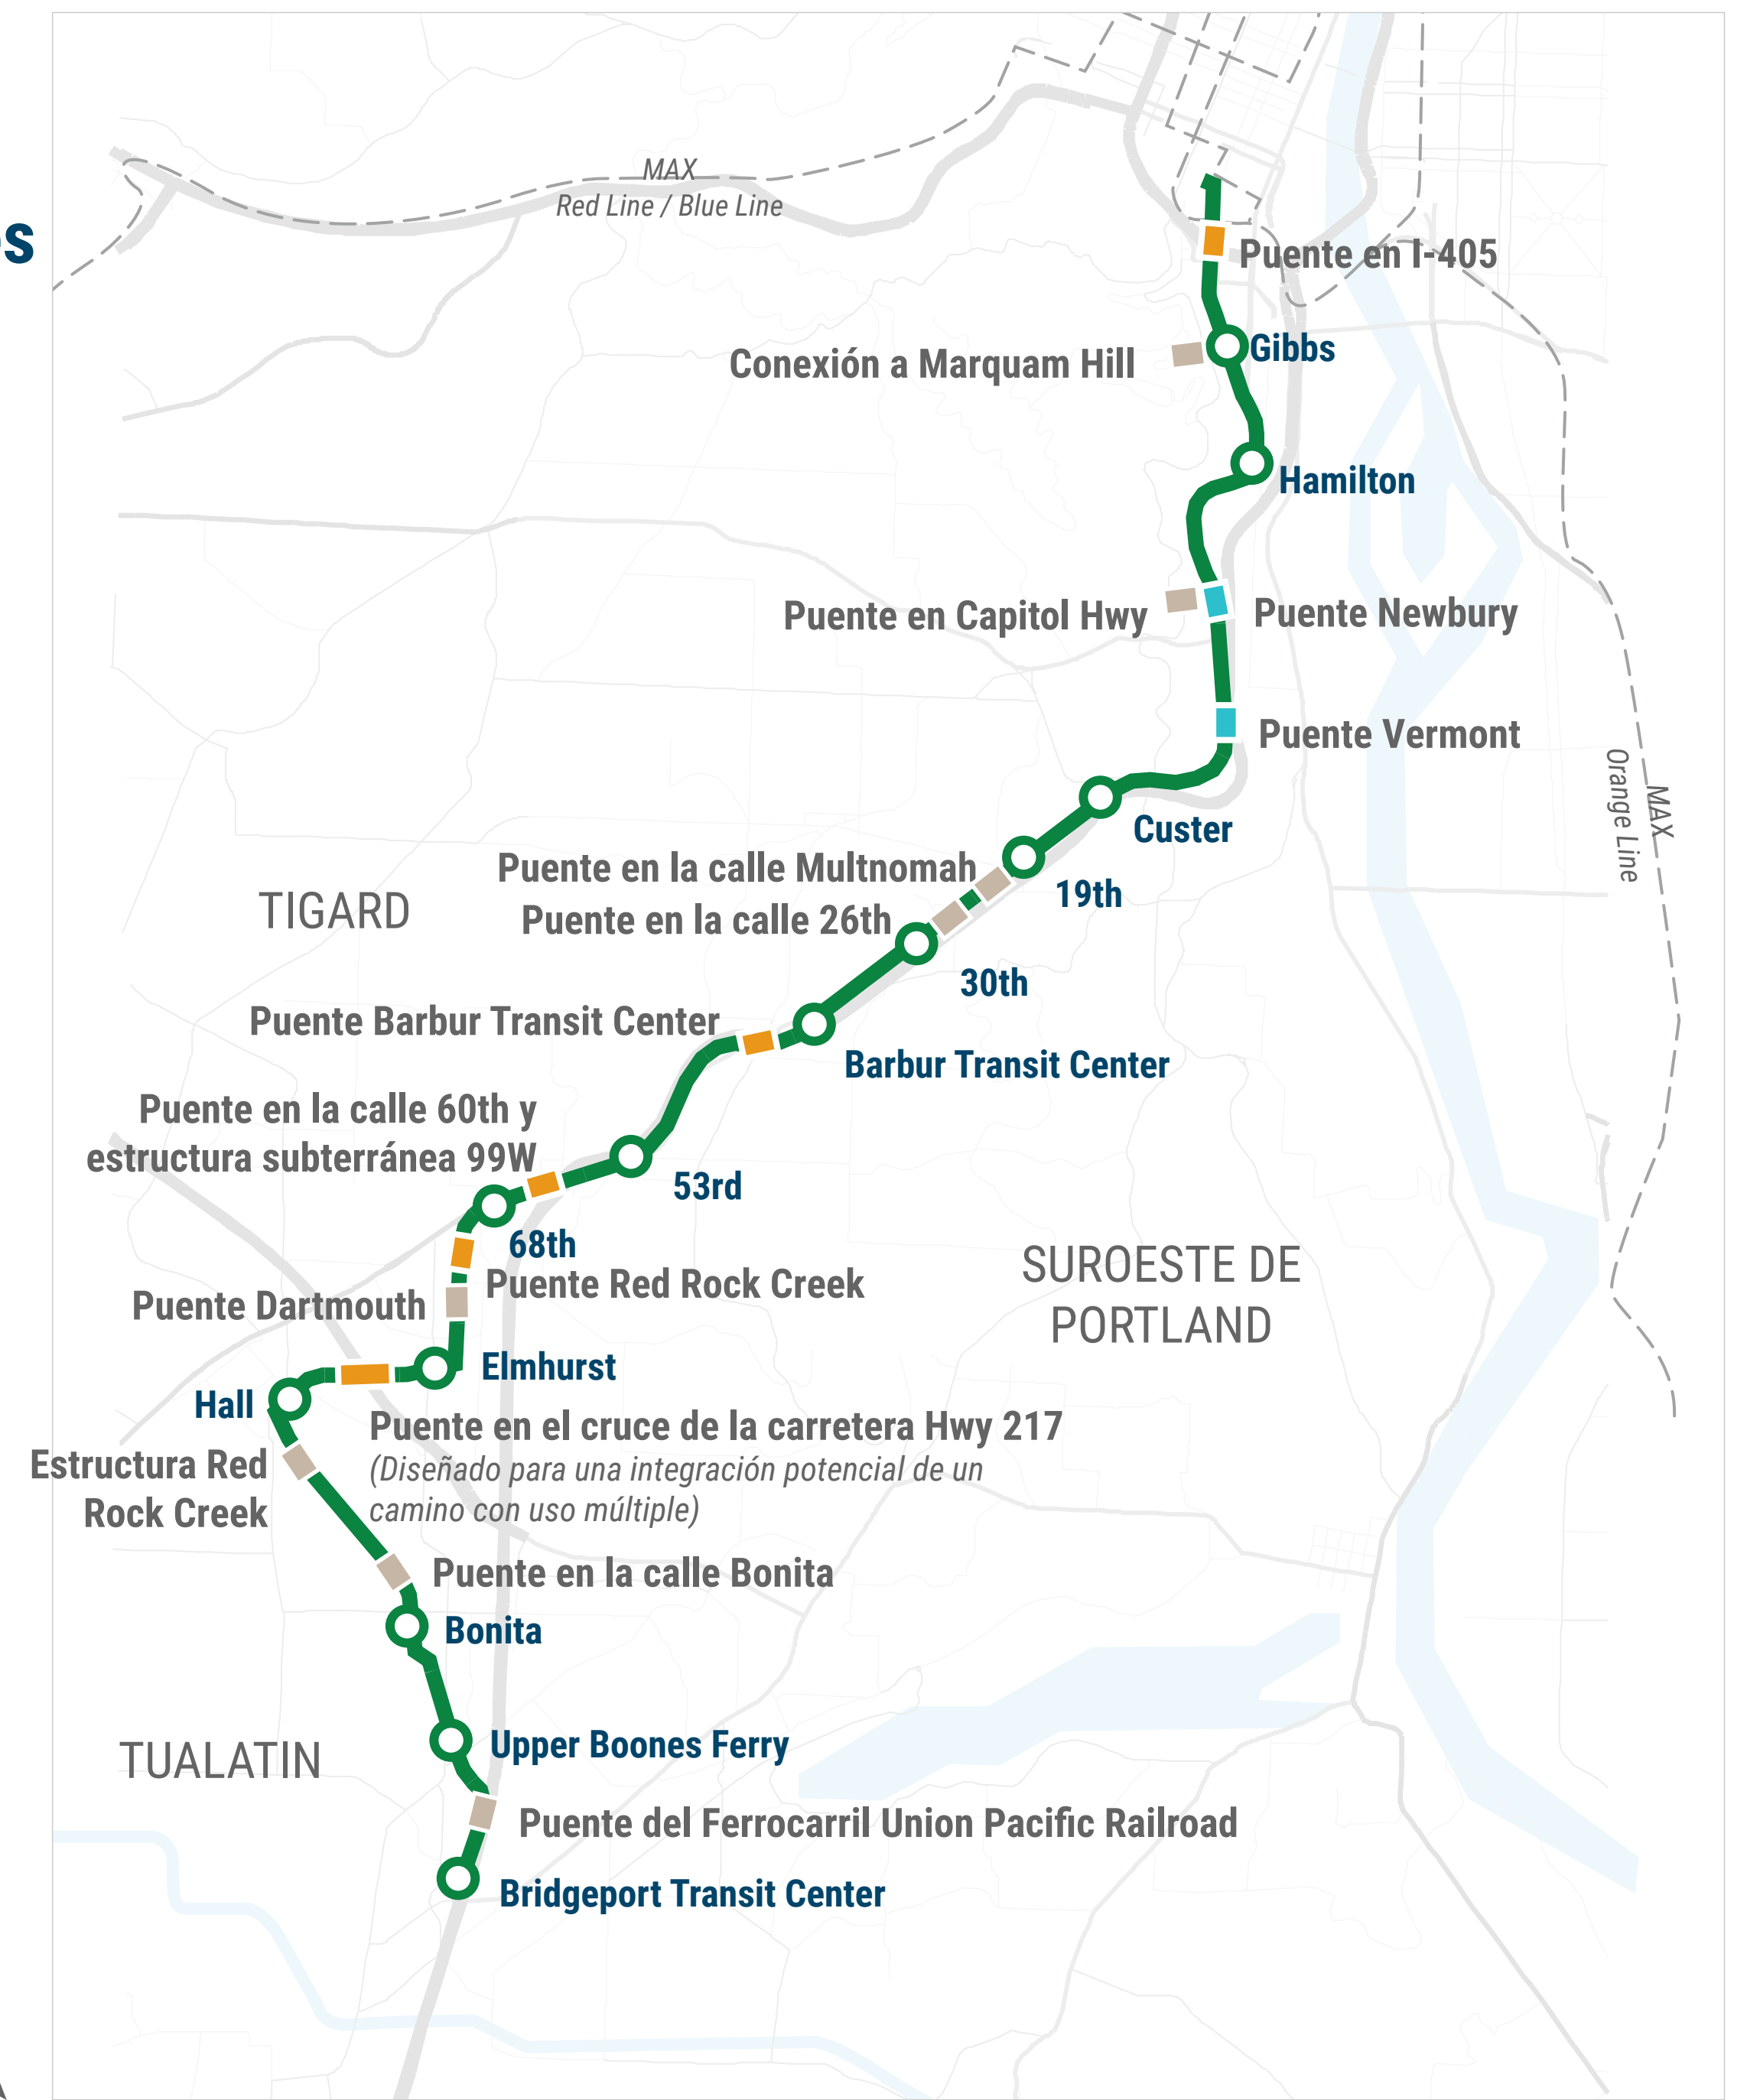 MAX
Red Line / Blue Line
s
Puente en I-405
Gibbs
Conexión a Marquam Hill
Hamilton
Puente en Capitol Hwy
Puente Newbury
Puente Vermont
MAX
Orange Line
Custer
Puente en la calle Multnomah
19th
TIGARD
Puente en la calle 26th
30th
Puente Barbur Transit Center
Barbur Transit Center
Puente en la calle 60th y
estructura subterránea 99W
53rd
68th
Puente Red Rock Creek
SUROESTE DE
PORTLAND
Puente Dartmouth
Elmhurst
Hall
Puente en el cruce de la carretera Hwy 217
(Diseñado para una integración potencial de un
camino con uso múltiple)
Estructura Red
Rock Creek
Puente en la calle Bonita
Bonita
Upper Boones Ferry
TUALATIN
Puente del Ferrocarril Union Pacific Railroad
Bridgeport Transit Center